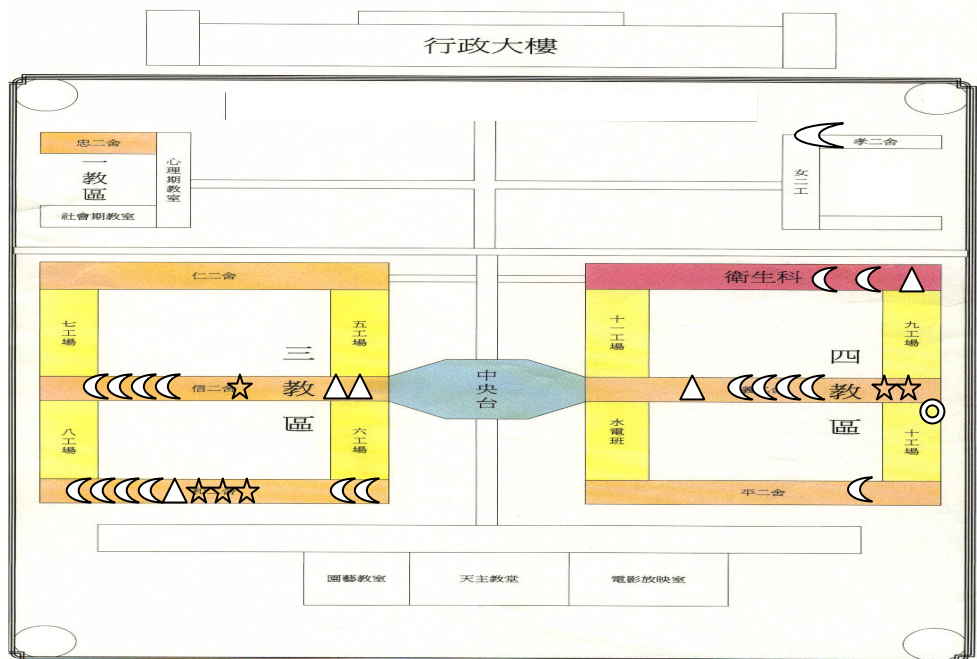 行政大樓
忠二舍
一教區
心理期教室
社會期教室
孝二舍
女二工
仁二舍
七工場
五工場
三教區
信二舍
八工場
六工場
中央台
衛生科
十一工場
九工場
四教區
水電班
十工場
平二舍
園藝教室
天主教堂
電影放映室